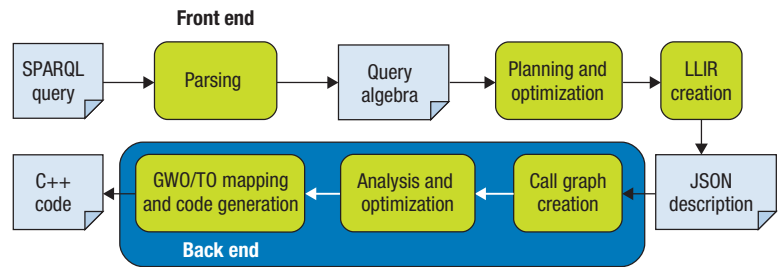 Front end
SPARQL
query
Parsing
Query
algebra
Planning and
optimization
LLIR
creation
C++
code
GWO/TO mapping
and code generation
Analysis and
optimization
Call graph
creation
JSON
description
Back end